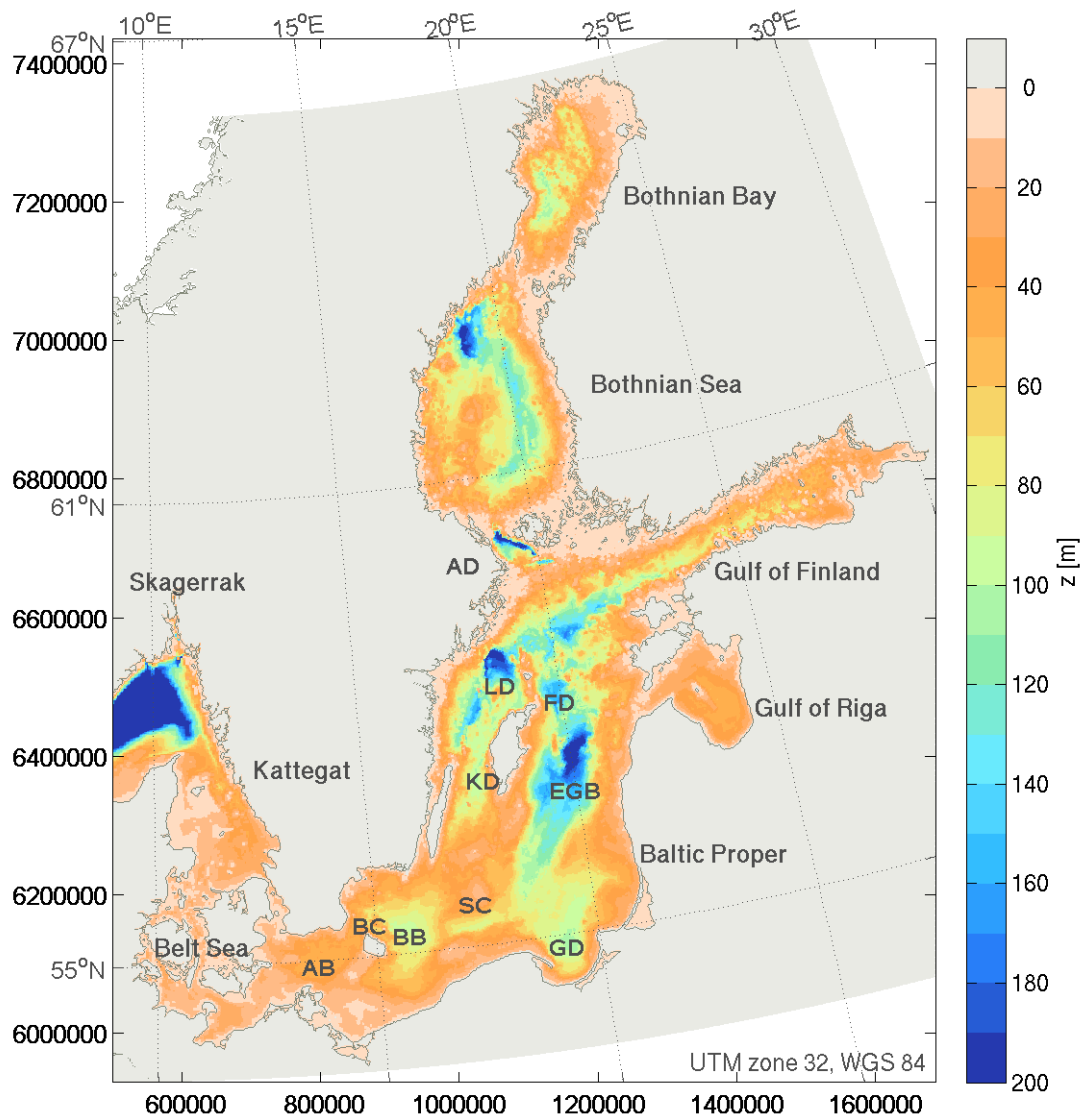 10°E
15°E
20°E
25°E
30°E
67°N
7400000
0
20
Bothnian Bay
7200000
40
7000000
Bothnian Sea
60
6800000
80
61°N
AD
Gulf of Finland
z [m]
Skagerrak
100
6600000
LD
FD
120
Gulf of Riga
6400000
Kattegat
KD
EGB
140
Baltic Proper
160
6200000
SC
BC
BB
GD
Belt Sea
AB
55°N
180
6000000
UTM zone 32, WGS 84
200
600000
800000
1000000
1200000
1400000
1600000